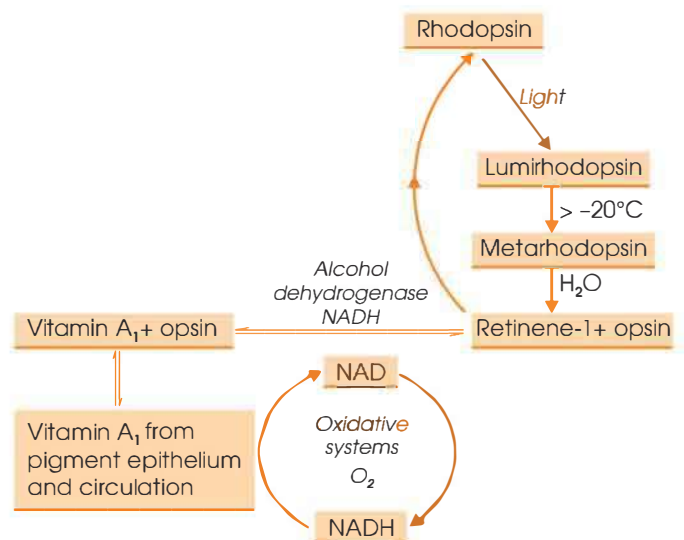 Rhodopsin
Light
Lumirhodopsin
> –20°C
Metarhodopsin
H₂O
Alcohol
dehydrogenase
NADH
Vitamin A₁+ opsin
Retinene-1+ opsin
NAD
Vitamin A₁ from
pigment epithelium
and circulation
Oxidative
systems
O₂
NADH